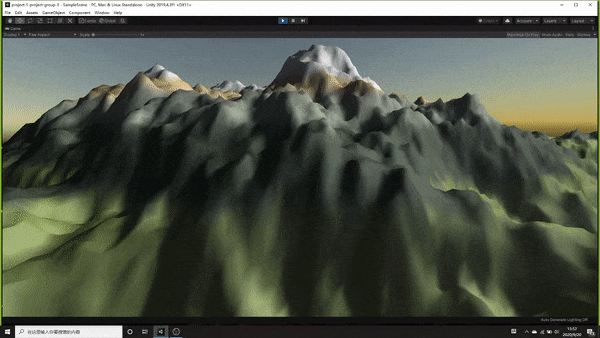 project-1-project-group-3 - SampleScene - PC, Mac & Linux Standalone - Unity 2019.4.3f1 <DX11>
File Edit Assets GameObject Component Window Help
Center Global Account Layers Layout
Game
Display 1 Free Aspect Scale 1x Maximize On Play Mute Audio Stats Gizmos
Auto Generate Lighting Off
在这里输入你要搜索的内容
13:57
2020/9/20